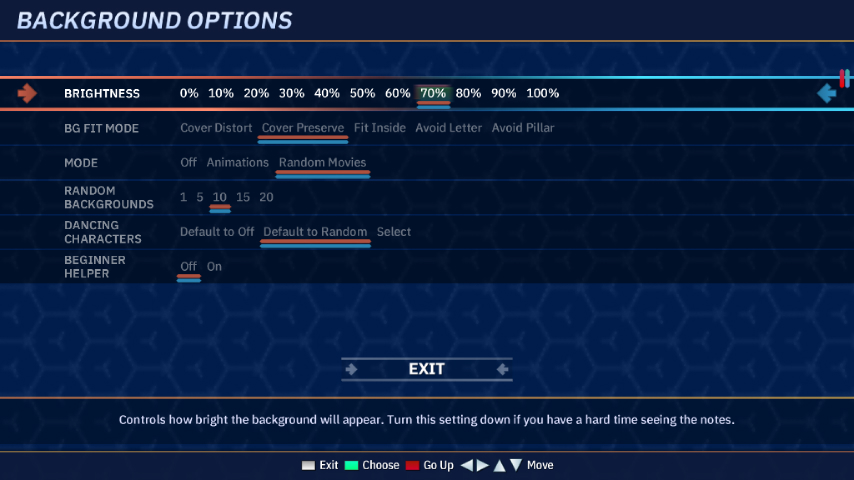 BACKGROUND OPTIONS
BRIGHTNESS 0% 10% 20% 30% 40% 50% 60% 70% 80% 90% 100%
BG FIT MODE Cover Distort Cover Preserve Fit Inside Avoid Letter Avoid Pillar
MODE Off Animations Random Movies
RANDOM BACKGROUNDS 1 5 10 15 20
DANCING CHARACTERS Default to Off Default to Random Select
BEGINNER HELPER Off On
EXIT
Controls how bright the background will appear. Turn this setting down if you have a hard time seeing the notes.
Exit Choose Go Up Move